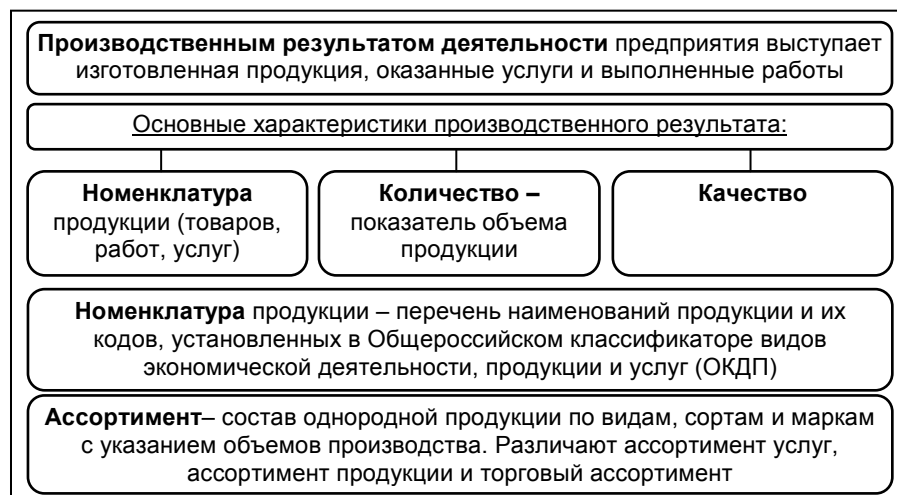 Производственным результатом деятельности предприятия выступает
изготовленная продукция, оказанные услуги и выполненные работы
Основные характеристики производственного результата:
Номенклатура
продукции (товаров,
работ, услуг)
Количество –
показатель объема
продукции
Качество
Номенклатура продукции – перечень наименований продукции и их
кодов, установленных в Общероссийском классификаторе видов
экономической деятельности, продукции и услуг (ОКДП)
Ассортимент– состав однородной продукции по видам, сортам и маркам
с указанием объемов производства. Различают ассортимент услуг,
ассортимент продукции и торговый ассортимент